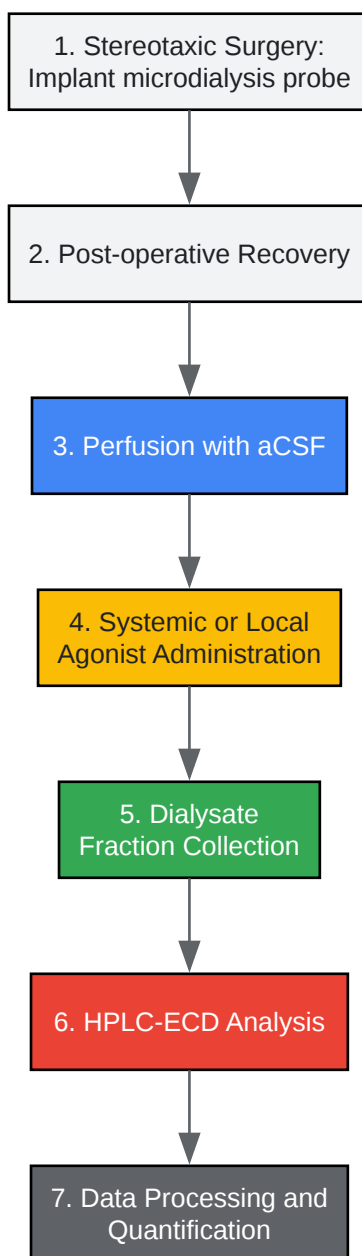 1. Stereotaxic Surgery:
Implant microdialysis probe
2. Post-operative Recovery
3. Perfusion with aCSF
4. Systemic or Local
Agonist Administration
5. Dialysate
Fraction Collection
6. HPLC-ECD Analysis
7. Data Processing and
Quantification